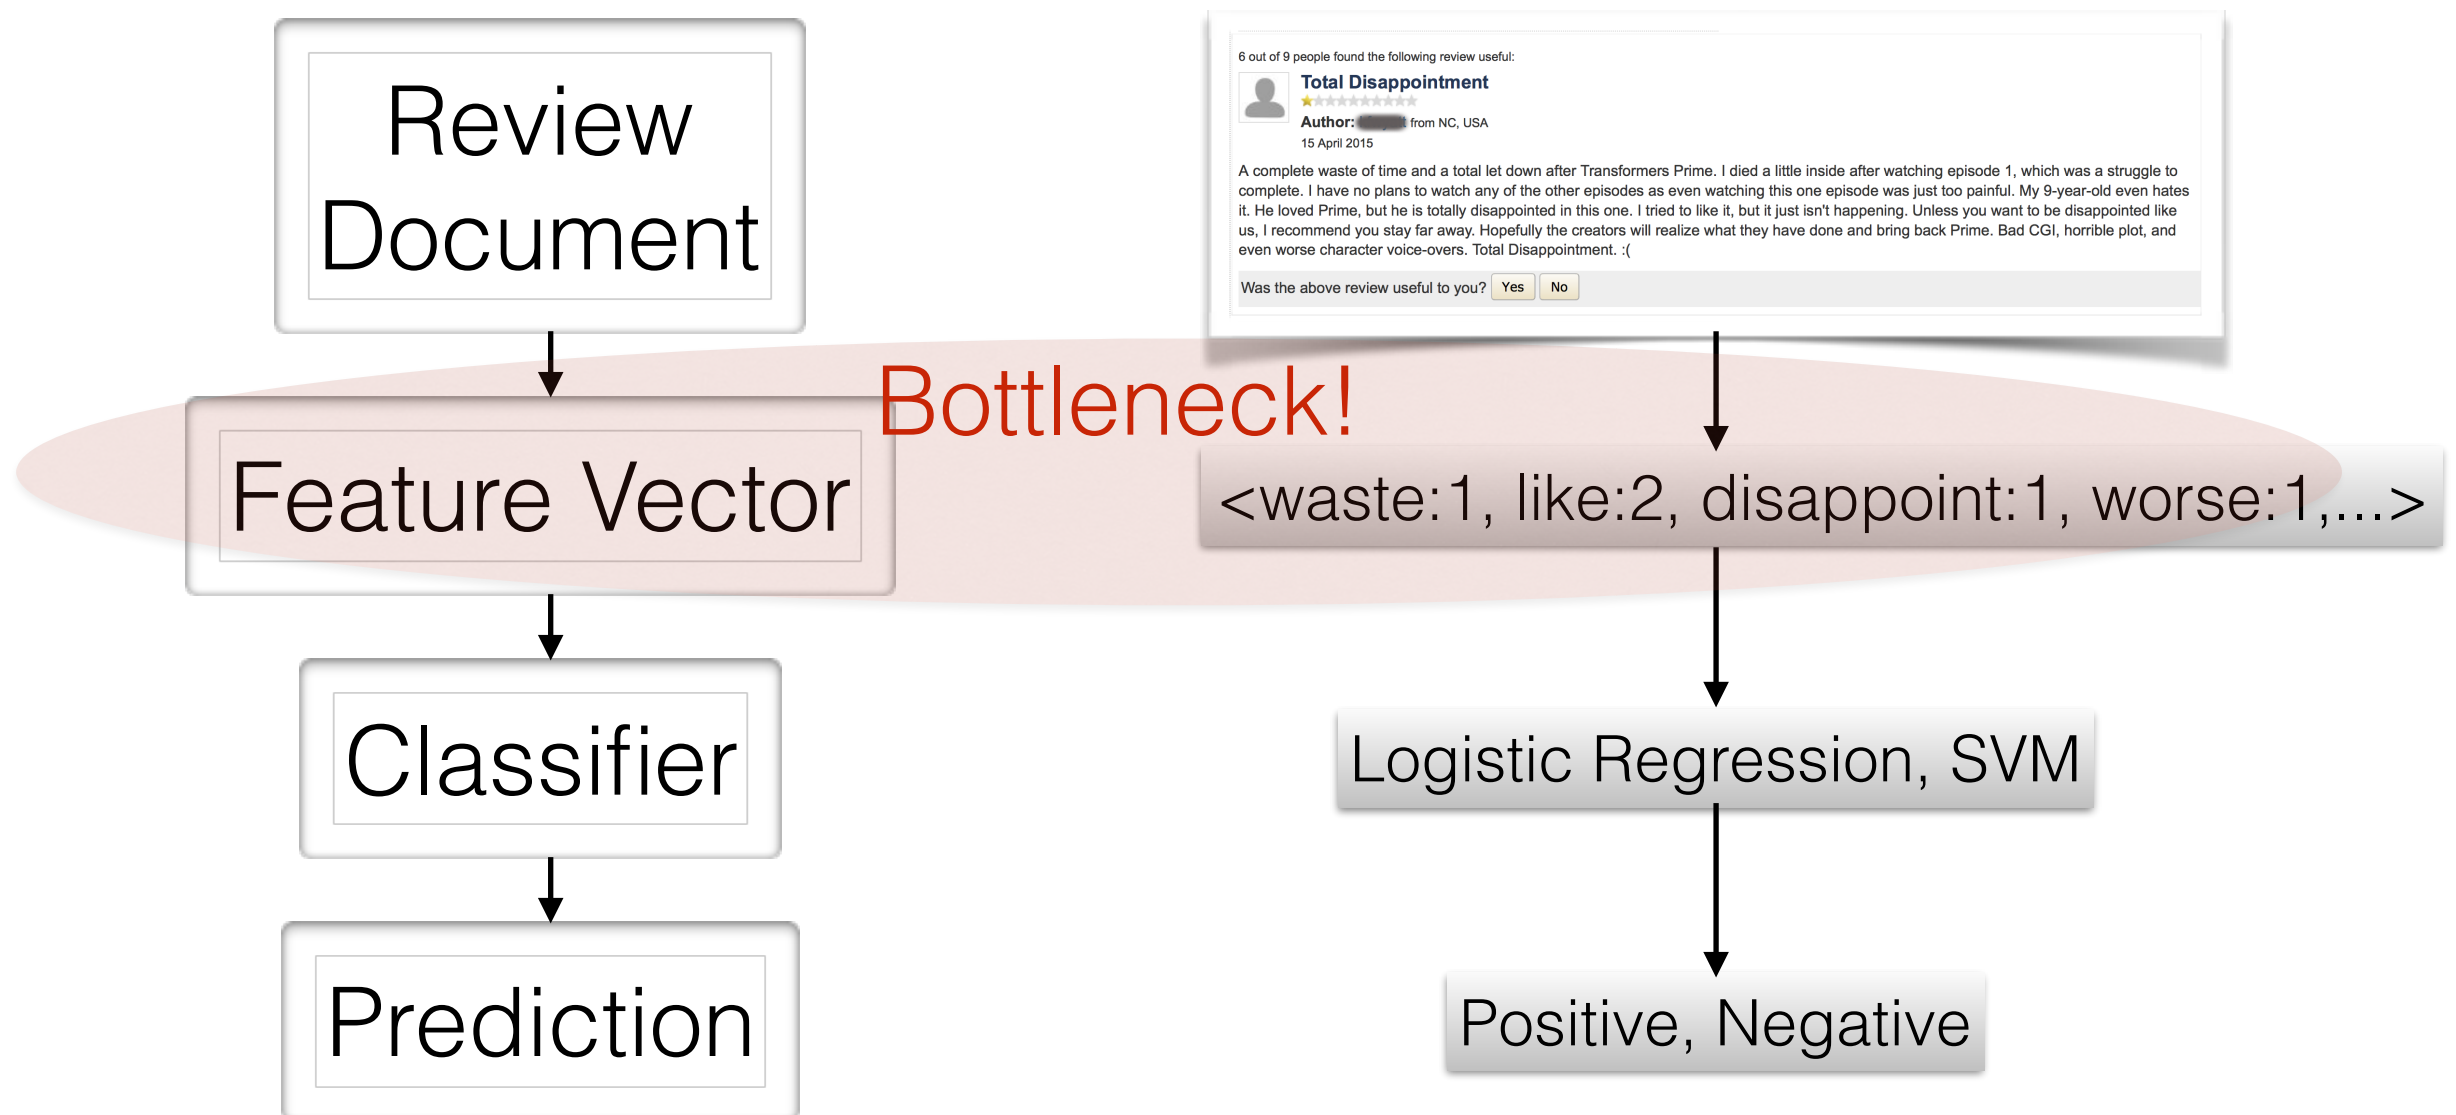 Review
Document
6 out of 9 people found the following review useful:
Total Disappointment
Author: from NC, USA
15 April 2015
A complete waste of time and a total let down after Transformers Prime. I died a little inside after watching episode 1, which was a struggle to
complete. I have no plans to watch any of the other episodes as even watching this one episode was just too painful. My 9-year-old even hates
it. He loved Prime, but he is totally disappointed in this one. I tried to like it, but it just isn't happening. Unless you want to be disappointed like
us, I recommend you stay far away. Hopefully the creators will realize what they have done and bring back Prime. Bad CGI, horrible plot, and
even worse character voice-overs. Total Disappointment. :(
Was the above review useful to you? Yes No
Bottleneck!
Feature Vector
<waste:1, like:2, disappoint:1, worse:1,...>
Classifier
Logistic Regression, SVM
Prediction
Positive, Negative